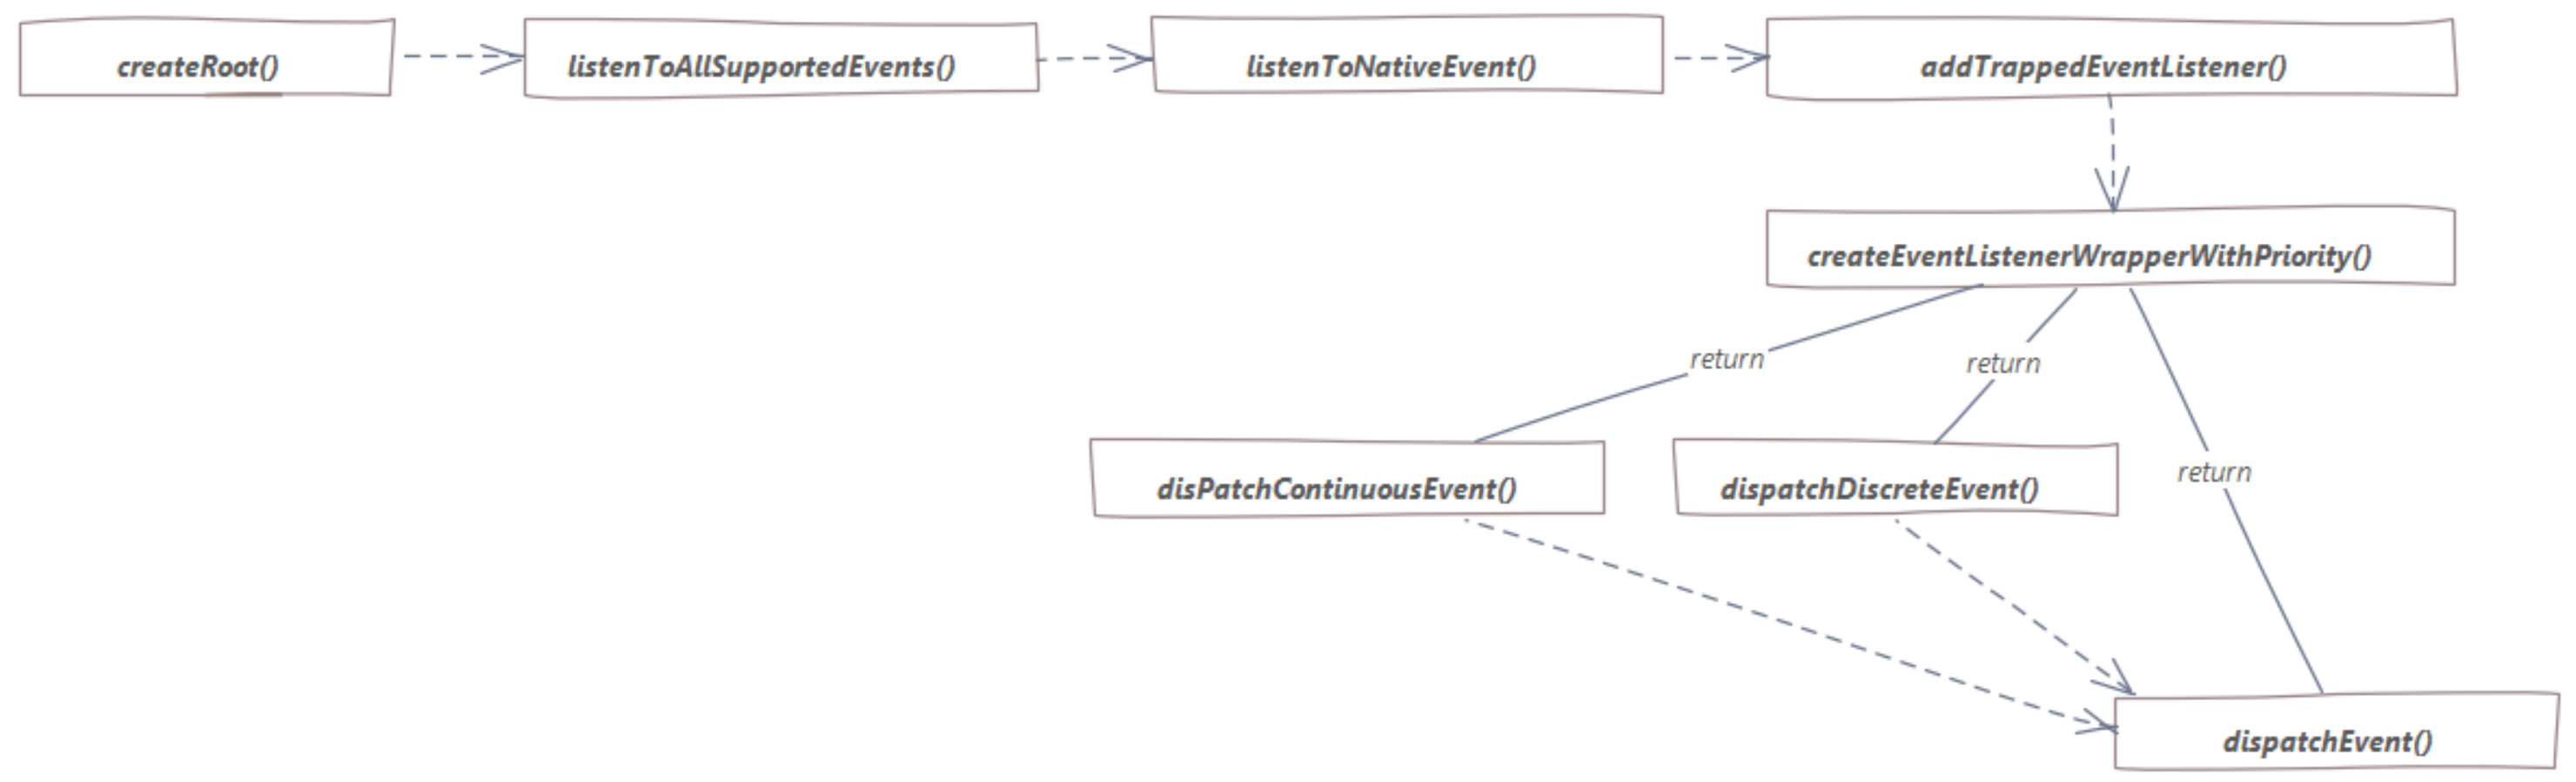 createRoot()
listenToAllSupportedEvents()
listenToNativeEvent()
addTrappedEventListener()
createEventListenerWrapperWithPriority()
return
return
return
disPatchContinuousEvent()
dispatchDiscreteEvent()
dispatchEvent()